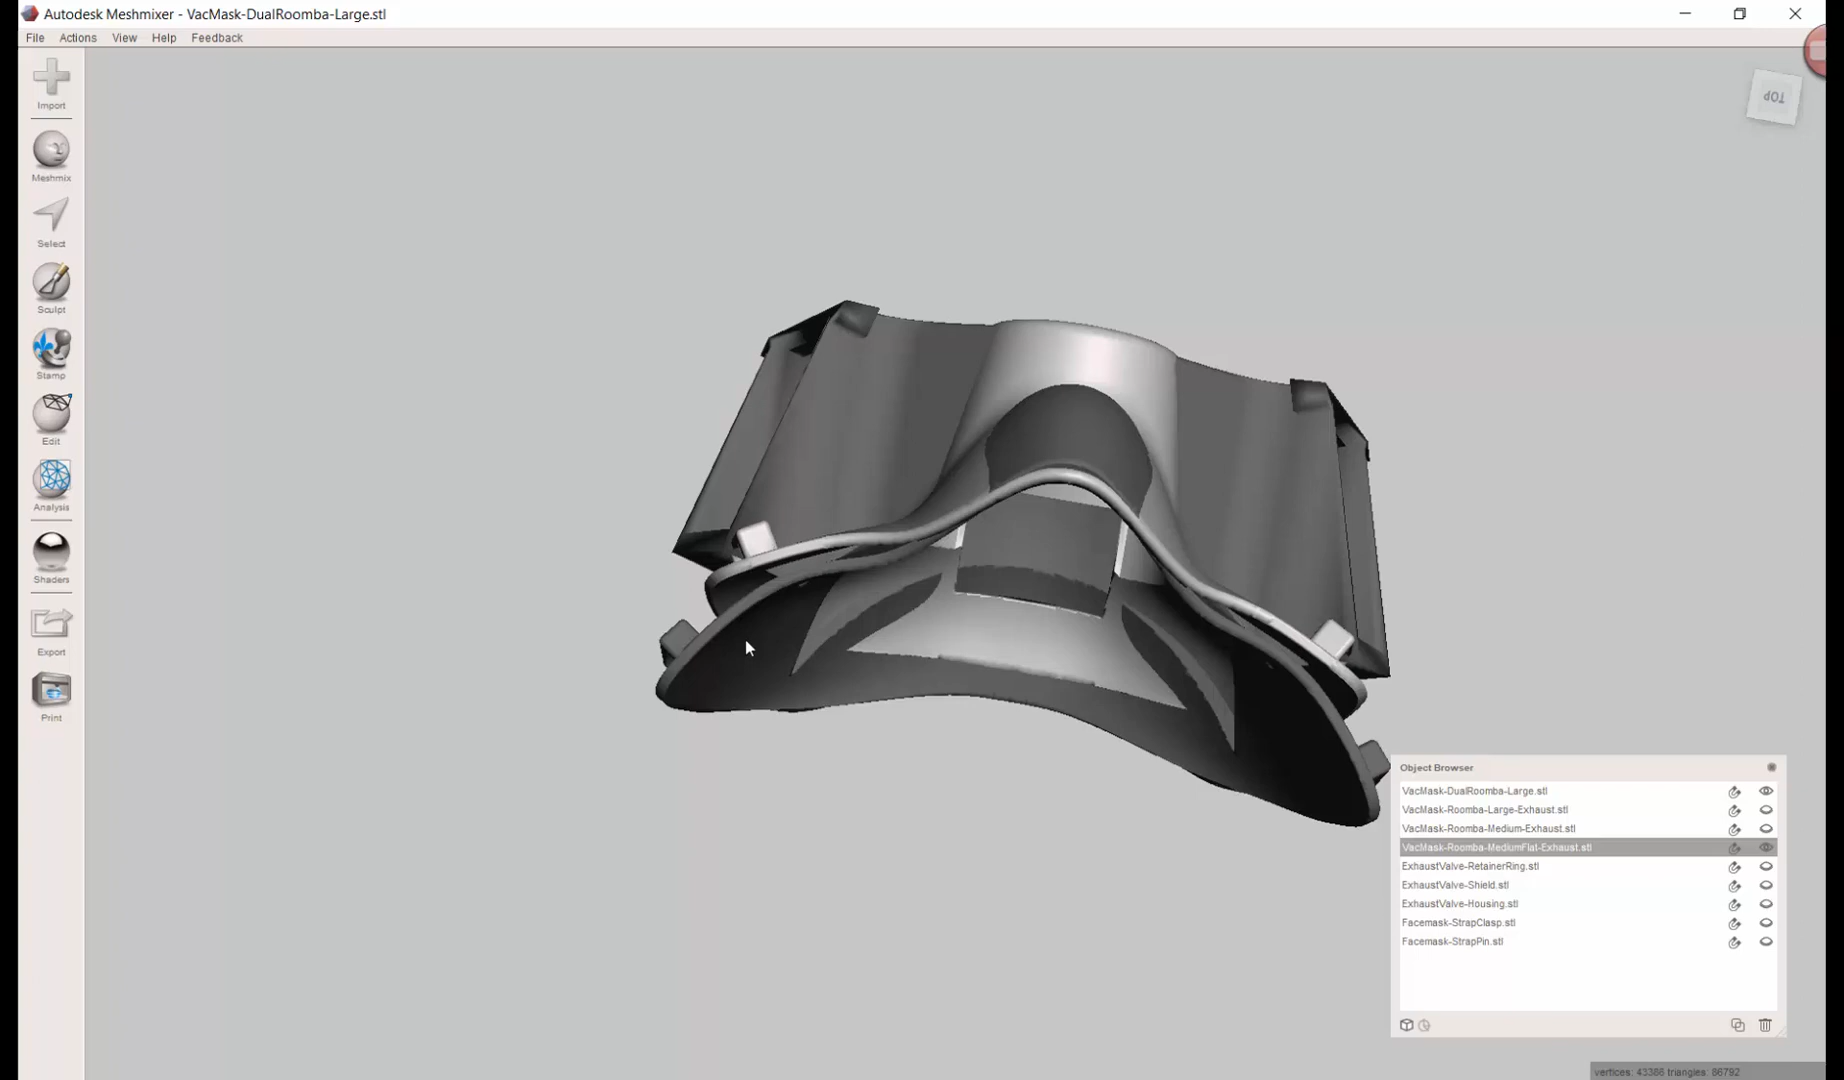 Autodesk Meshmixer - VacMask-DualRoomba-Large.stl
File Actions View Help Feedback
TOP
Import
Meshmix
Select
Sculpt
Stamp
Edit
Analysis
Shaders
Export
Print
Object Browser
VacMask-DualRoomba-Large.stl
VacMask-Roomba-Large-Exhaust.stl
VacMask-Roomba-Medium-Exhaust.stl
VacMask-Roomba-MediumFlat-Exhaust.stl
ExhaustValve-RetainerRing.stl
ExhaustValve-Shield.stl
ExhaustValve-Housing.stl
Facemask-StrapClasp.stl
Facemask-StrapPin.stl
vertices: 43386 triangles: 86792